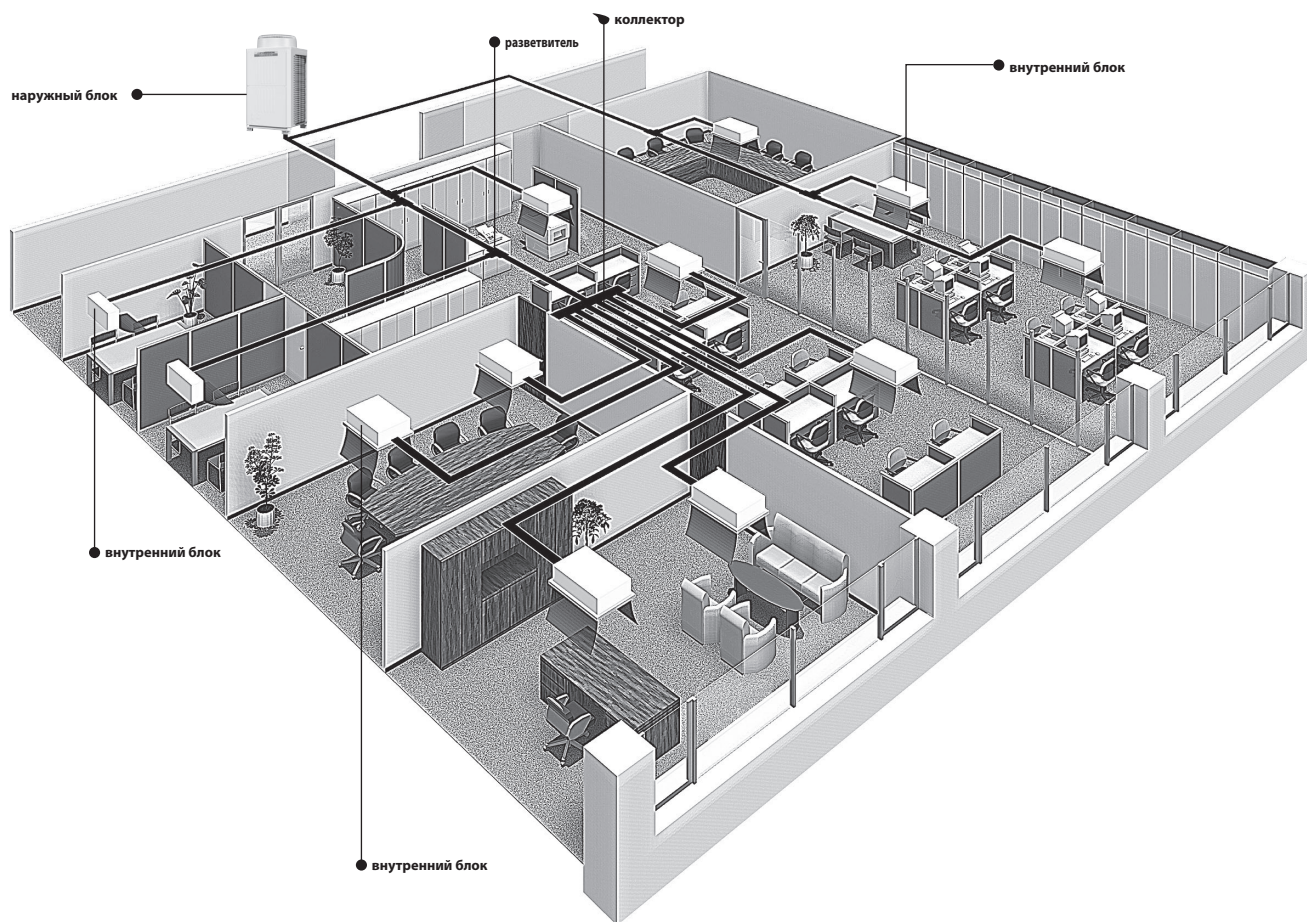 коллектор
разветвитель
внутренний блок
наружный блок
внутренний блок
внутренний блок